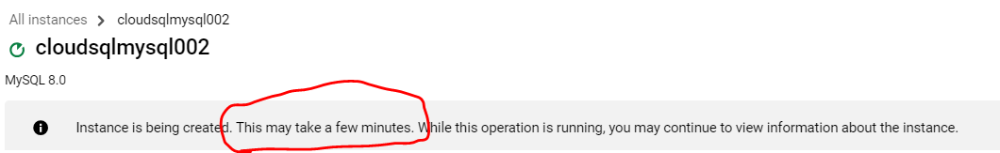 All instances > cloudsqlmysql002
cloudsqlmysql002
MySQL 8.0
Instance is being created. This may take a few minutes. While this operation is running, you may continue to view information about the instance.